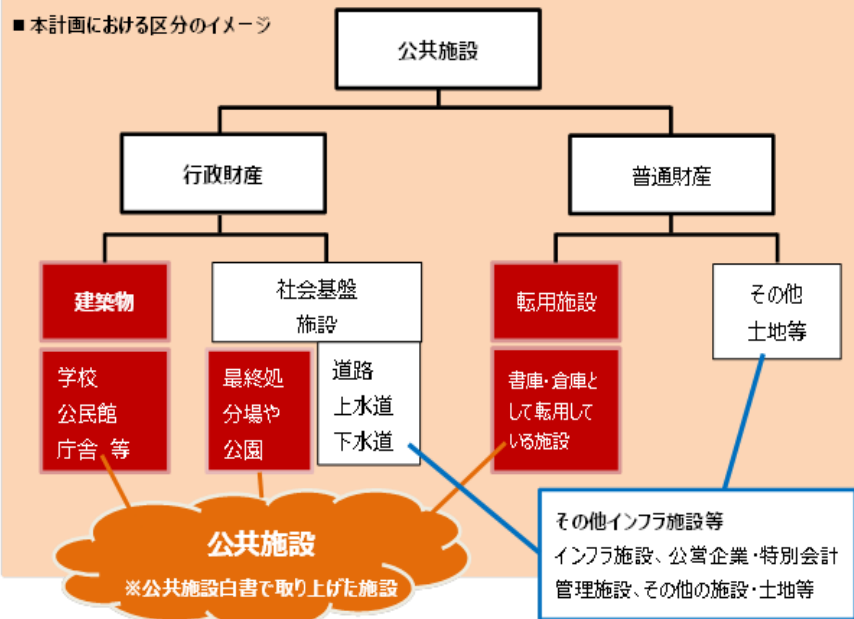 ■ 本計画における区分のイメージ
公共施設
行政財産
普通財産
建築物
社会基盤
施設
転用施設
その他
土地等
学校
公民館
庁舎 等
最終処
分場や
公園
道路
上水道
下水道
書庫・倉庫と
して転用して
いる施設
公共施設
※公共施設白書で取り上げた施設
その他インフラ施設等
インフラ施設、公営企業・特別会計
管理施設、その他の施設・土地等